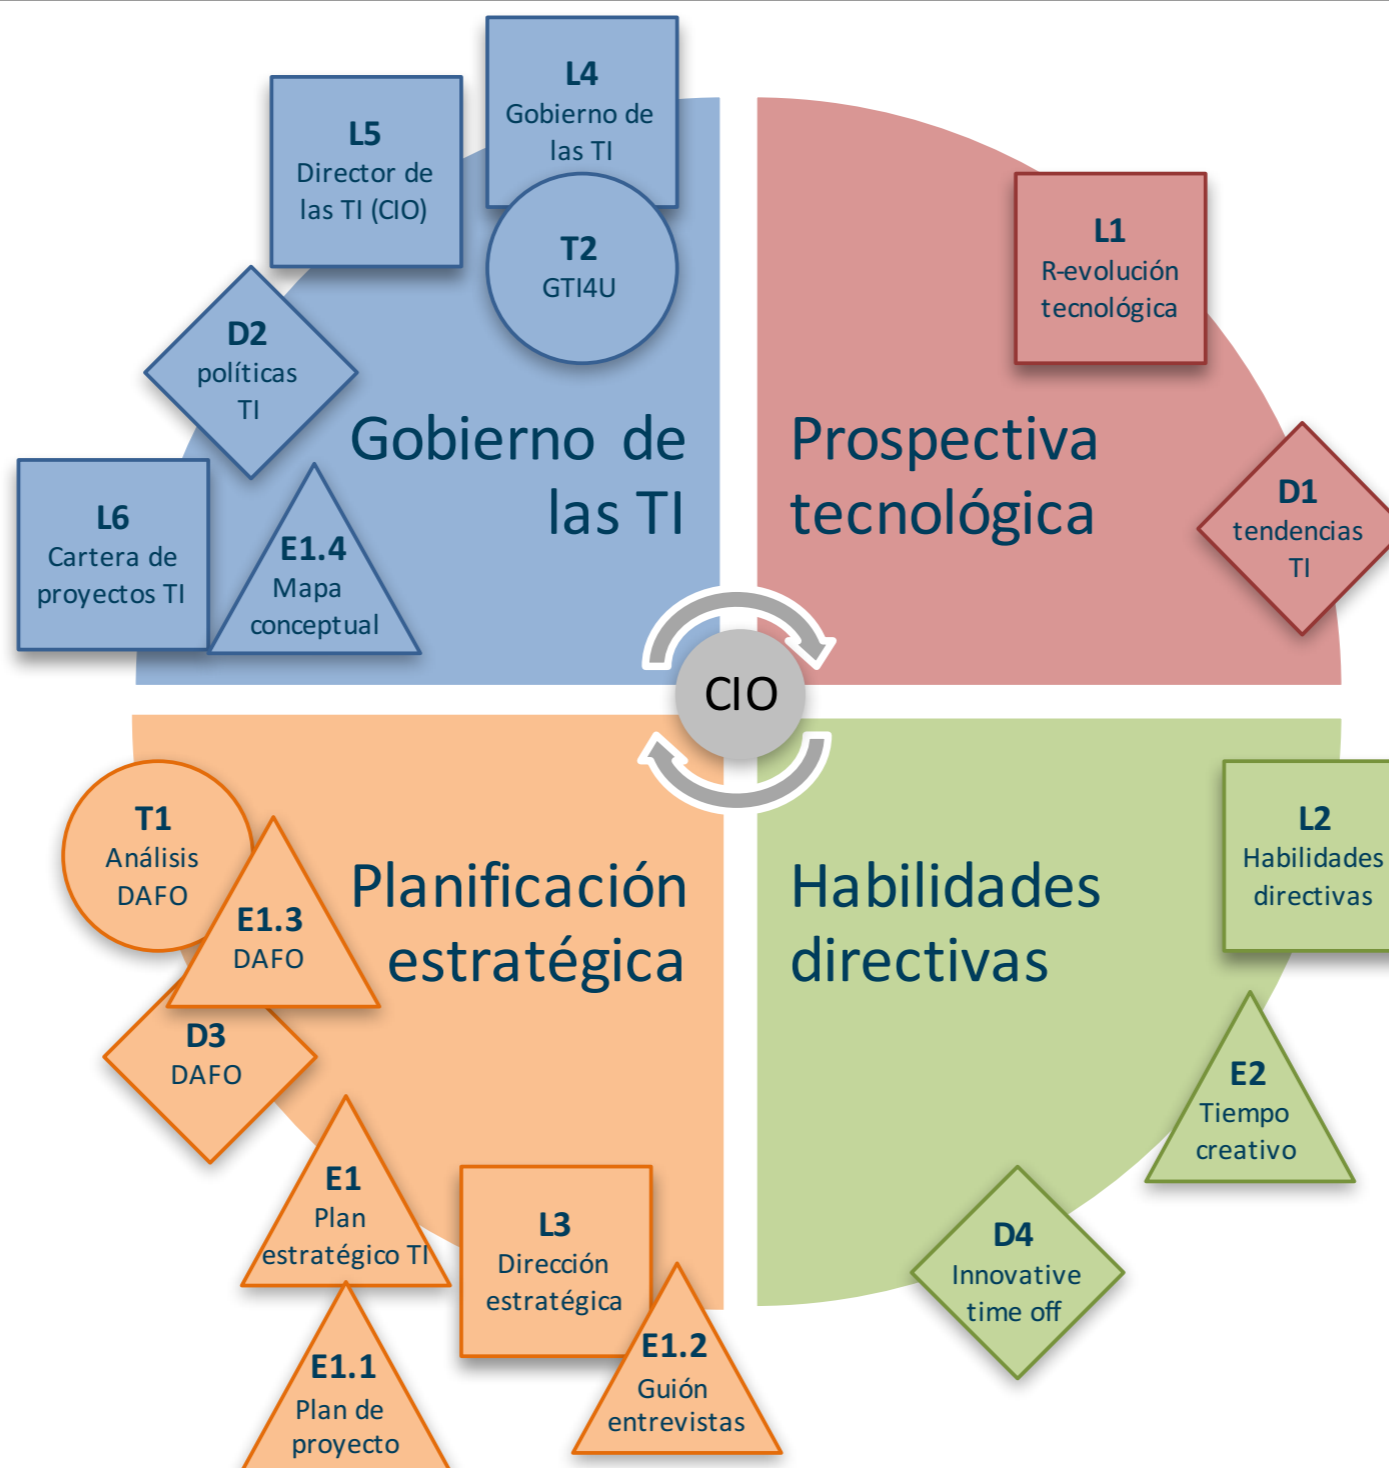 L4
Gobierno de
las TI
L5
Director de
las TI (CIO)
T2
GTI4U
D2
políticas
TI
L6
Cartera de
proyectos TI
E1.4
Mapa
conceptual
Gobierno de
las TI
L1
R-evolución
tecnológica
D1
tendencias
TI
Prospectiva
tecnológica
CIO
T1
Análisis
DAFO
E1.3
DAFO
D3
DAFO
Planificación
estratégica
E1
Plan
estratégico TI
E1.1
Plan de
proyecto
L3
Dirección
estratégica
E1.2
Guión
entrevistas
Habilidades
directivas
L2
Habilidades
directivas
E2
Tiempo
creativo
D4
Innovative
time off